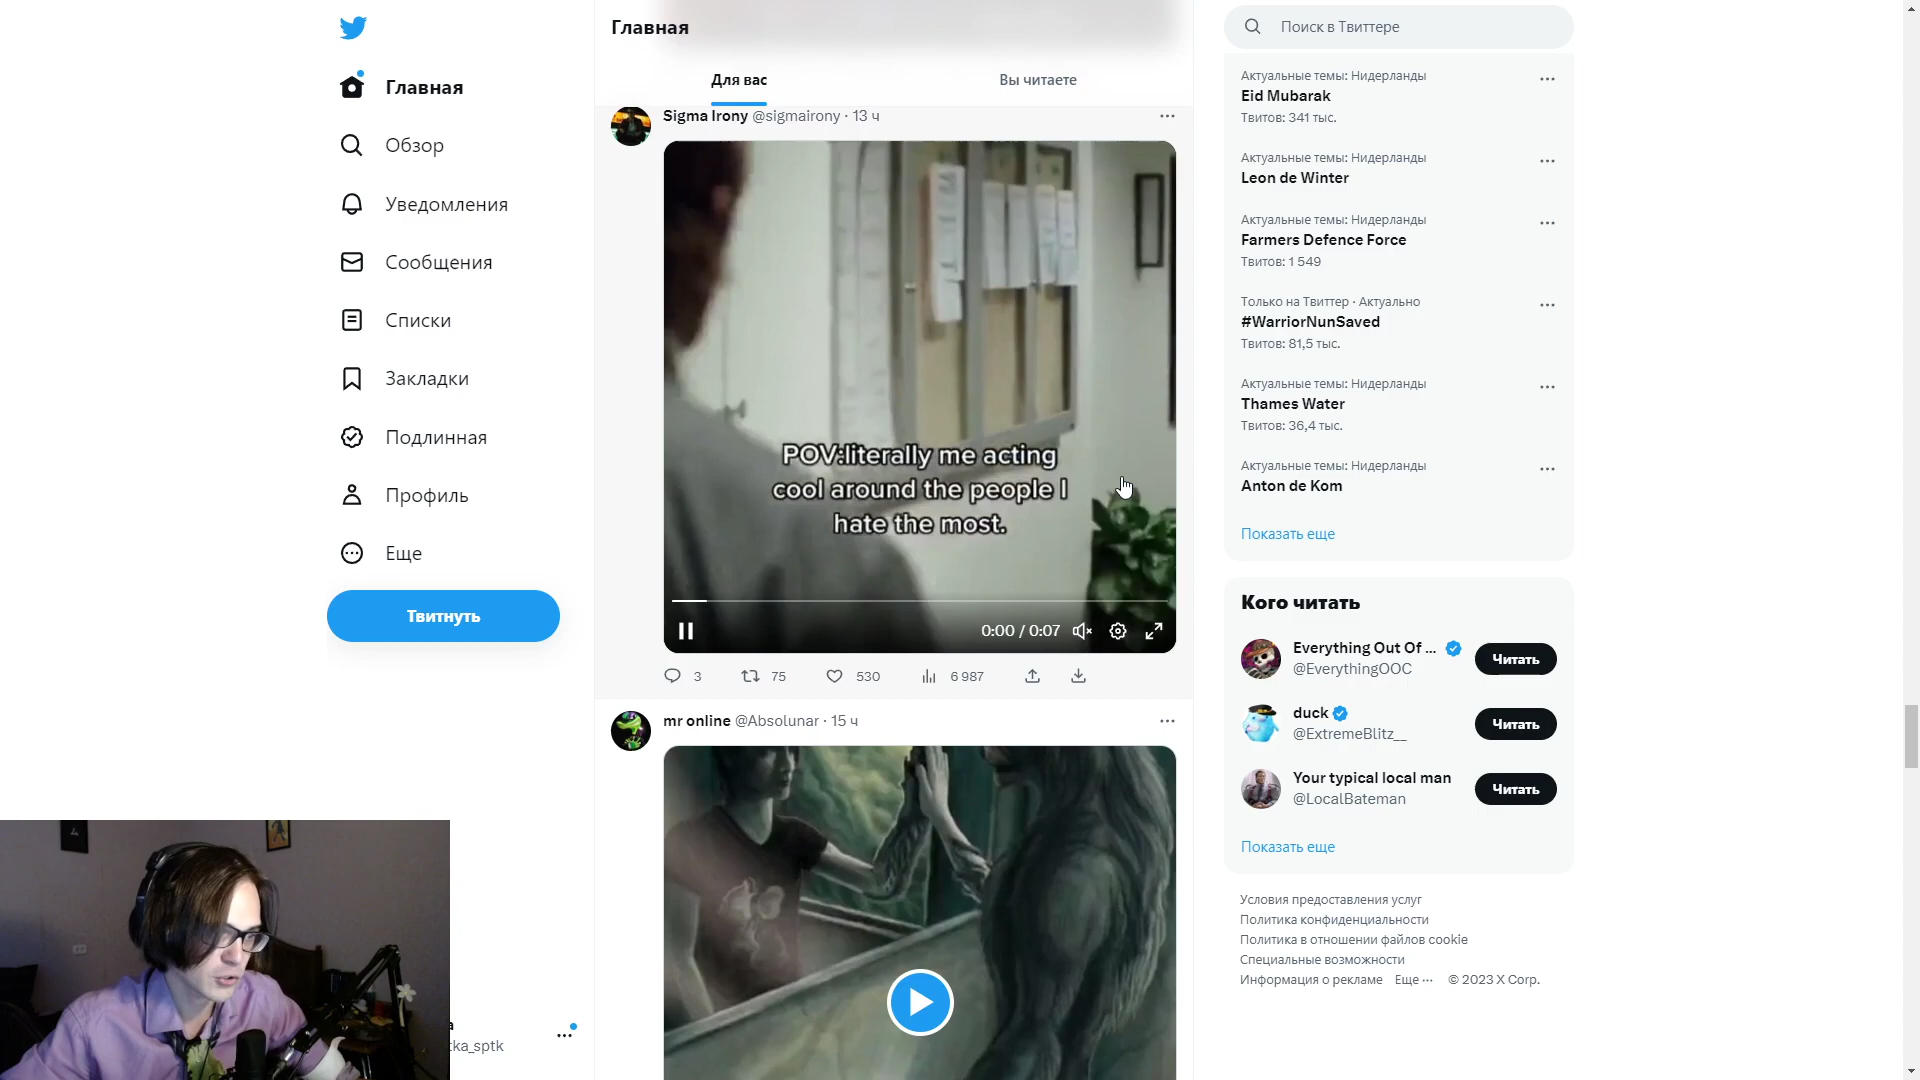 Главная
Обзор
Уведомления
Сообщения
Списки
Закладки
Подлинная
Профиль
Еще
Твитнуть
tka_sptk
Главная
Для вас
Вы читаете
Sigma Irony @sigmairony · 13 ч
POV:literally me acting
cool around the people I
hate the most.
0:00 / 0:07
3
75
530
6 987
mr online @Absolunar · 15 ч
Поиск в Твиттере
Актуальные темы: Нидерланды
Eid Mubarak
Твитов: 341 тыс.
Актуальные темы: Нидерланды
Leon de Winter
Актуальные темы: Нидерланды
Farmers Defence Force
Твитов: 1 549
Только на Твиттер · Актуально
#WarriorNunSaved
Твитов: 81,5 тыс.
Актуальные темы: Нидерланды
Thames Water
Твитов: 36,4 тыс.
Актуальные темы: Нидерланды
Anton de Kom
Показать еще
Кого читать
Everything Out Of ...
@EverythingOOC
Читать
duck
@ExtremeBlitz__
Читать
Your typical local man
@LocalBateman
Читать
Показать еще
Условия предоставления услуг
Политика конфиденциальности
Политика в отношении файлов cookie
Специальные возможности
Информация о рекламе Еще ··· © 2023 X Corp.